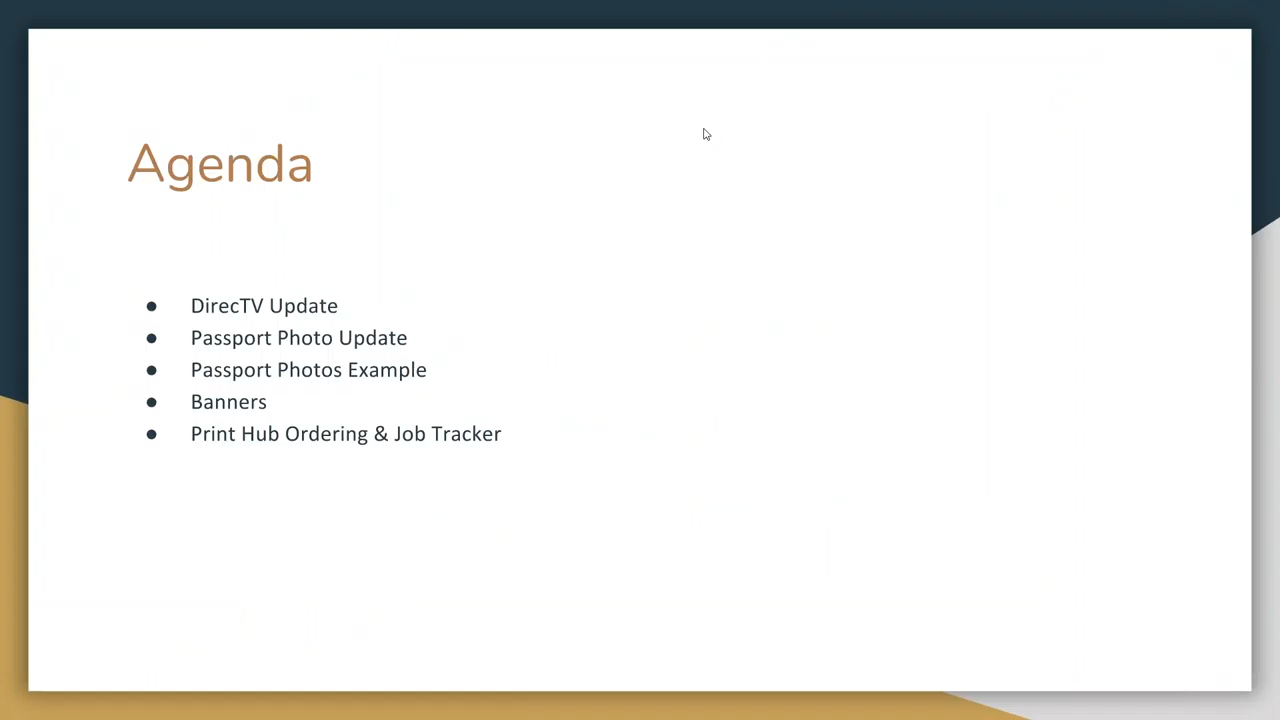 Agenda
● DirecTV Update
● Passport Photo Update
● Passport Photos Example
● Banners
● Print Hub Ordering & Job Tracker